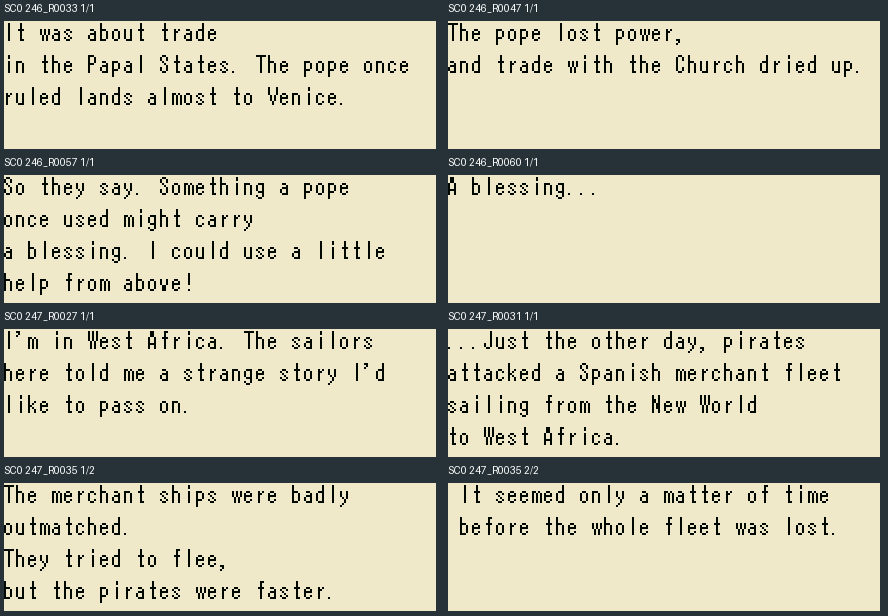 SC0 246_R0033 1/1
It was about trade
in the Papal States. The pope once
ruled lands almost to Venice.
SC0 246_R0047 1/1
The pope lost power,
and trade with the Church dried up.
SC0 246_R0057 1/1
So they say. Something a pope
once used might carry
a blessing. I could use a little
help from above!
SC0 246_R0060 1/1
A blessing...
SC0 247_R0027 1/1
I'm in West Africa. The sailors
here told me a strange story I'd
like to pass on.
SC0 247_R0031 1/1
...Just the other day, pirates
attacked a Spanish merchant fleet
sailing from the New World
to West Africa.
SC0 247_R0035 1/2
The merchant ships were badly
outmatched.
They tried to flee,
but the pirates were faster.
SC0 247_R0035 2/2
It seemed only a matter of time
before the whole fleet was lost.